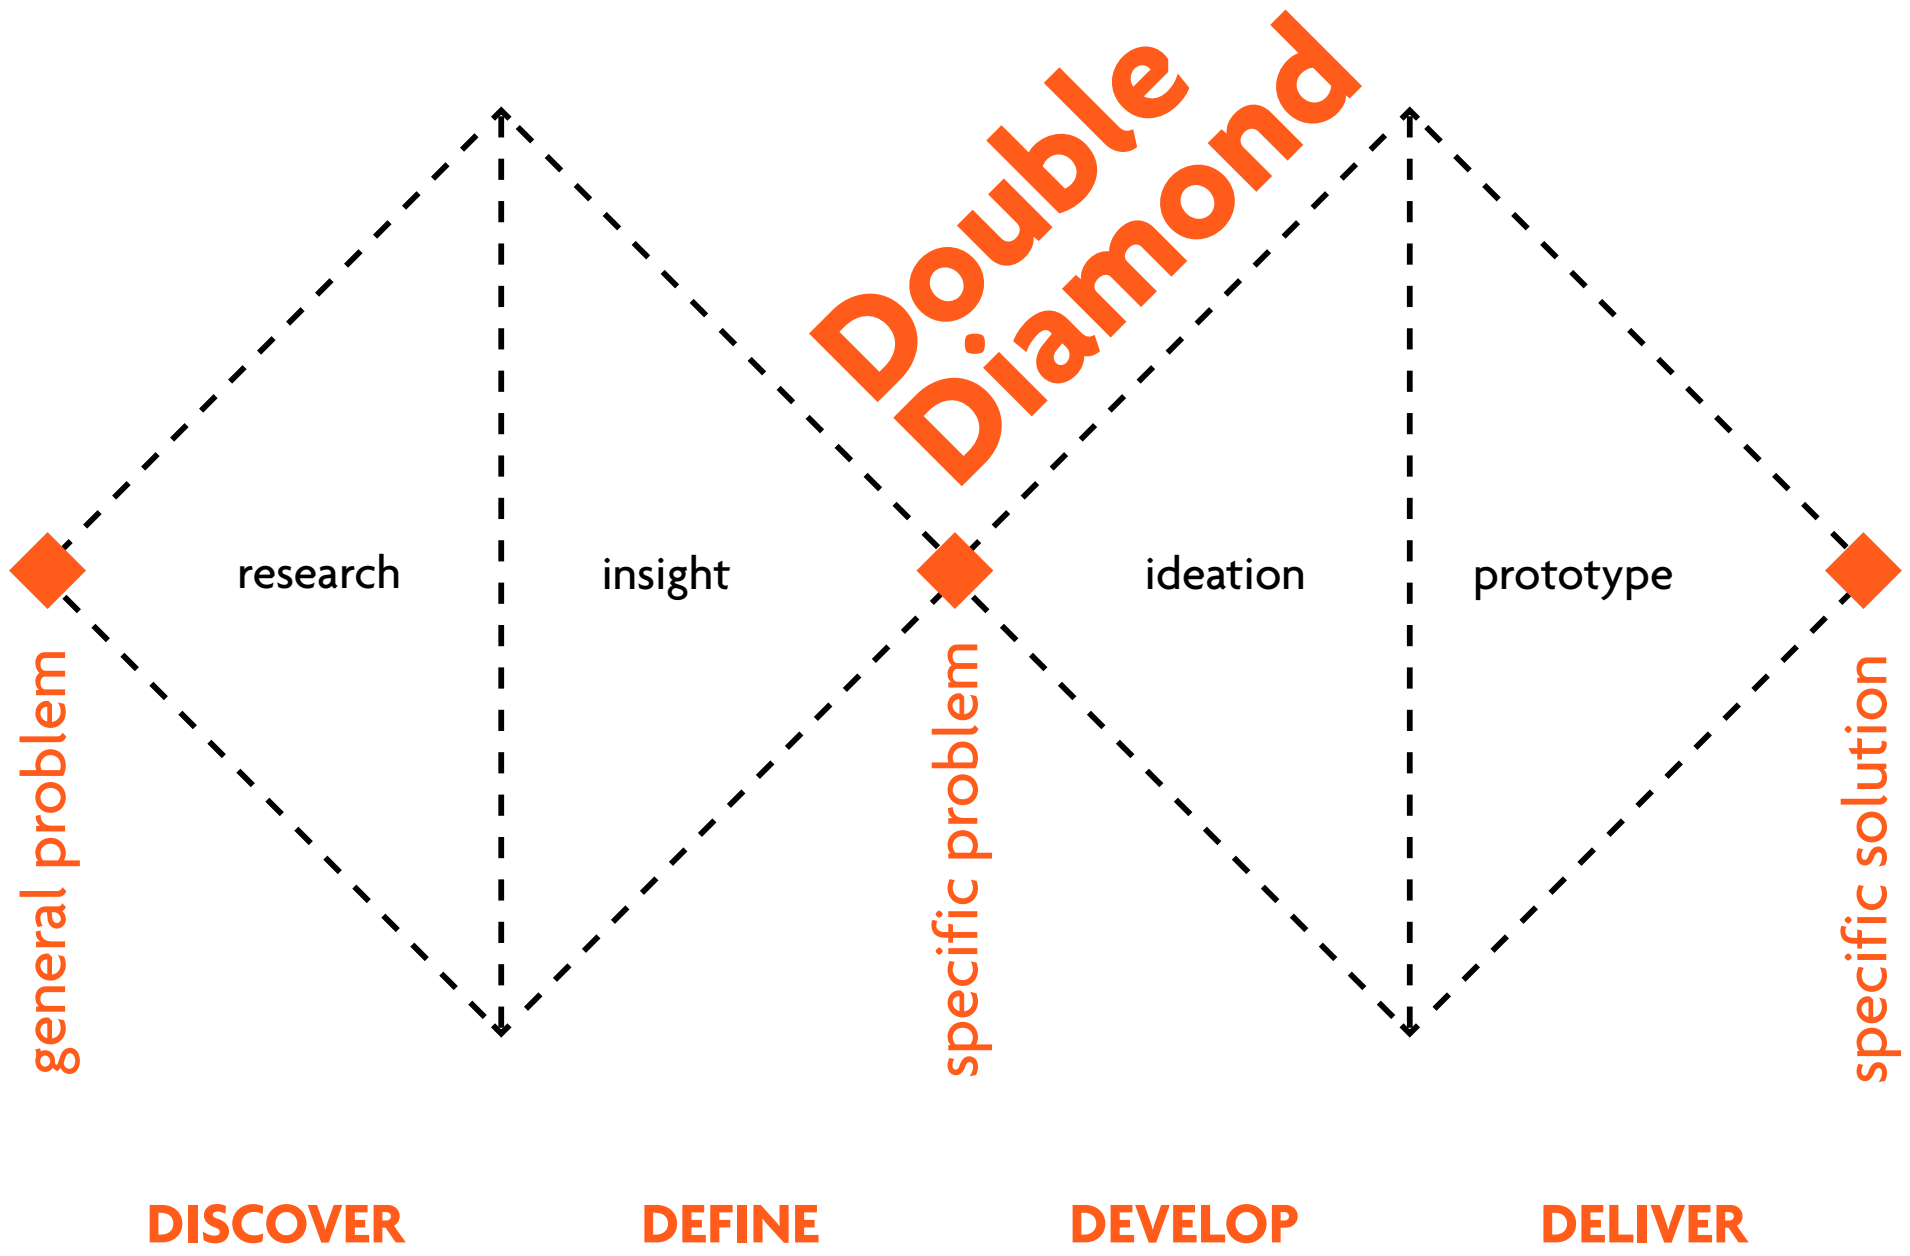 Double
Diamond
research
insight
ideation
prototype
general problem
specific problem
specific solution
DISCOVER
DEFINE
DEVELOP
DELIVER